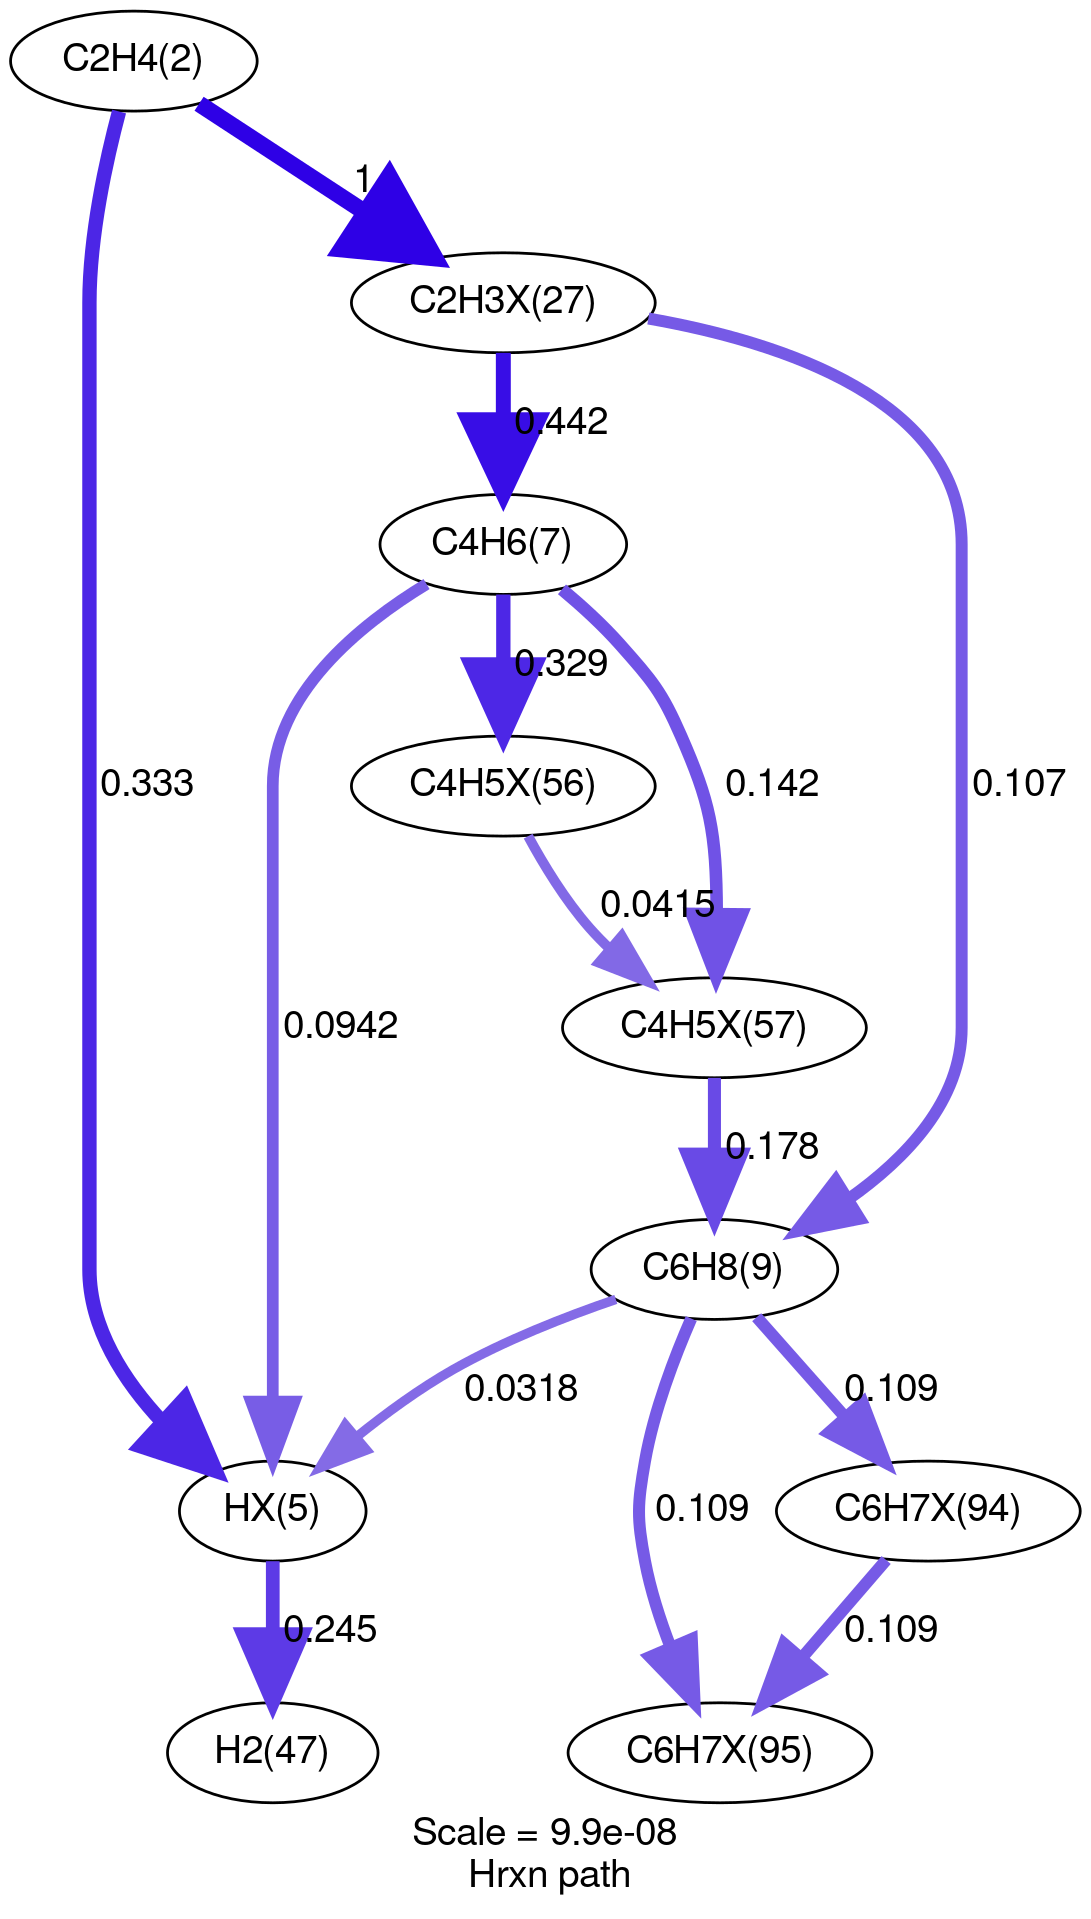 C2H4(2)
1
C2H3X(27)
0.442
C4H6(7)
0.329
0.333
C4H5X(56)
0.142
0.107
0.0415
0.0942
C4H5X(57)
0.178
C6H8(9)
0.0318
0.109
HX(5)
0.109
C6H7X(94)
0.245
0.109
H2(47)
C6H7X(95)
Scale = 9.9e-08
Hrxn path